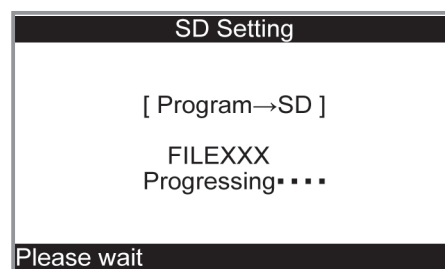 SD Setting
[ Program→SD ]
FILEXXX
Progressing▪▪▪▪
Please wait